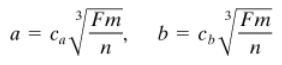 a = c_a ∛(Fm/n), b = c_b ∛(Fm/n)